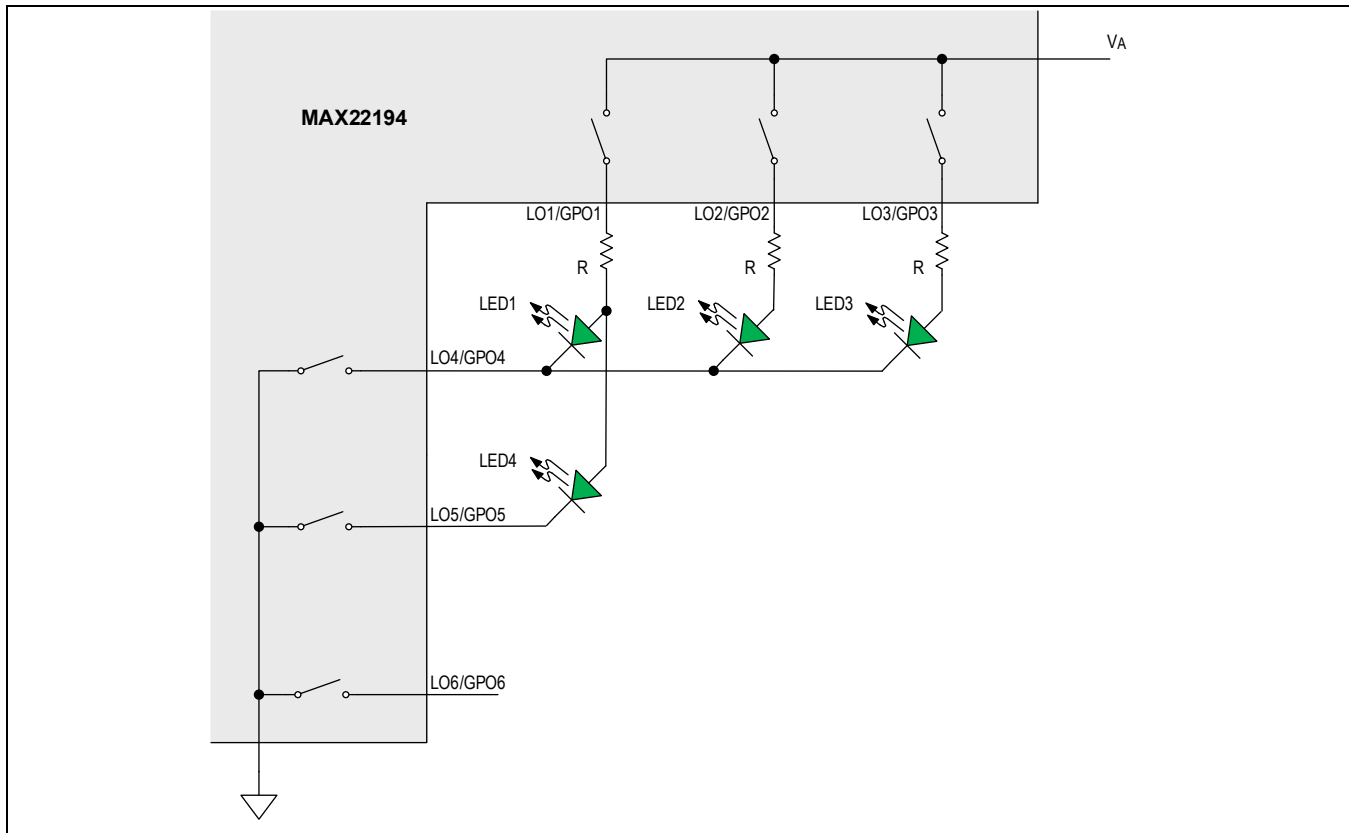 VA
MAX22194
LO1/GPO1 LO2/GPO2 LO3/GPO3
R R R
LED1 LED2 LED3
LO4/GPO4
LED4
LO5/GPO5
LO6/GPO6